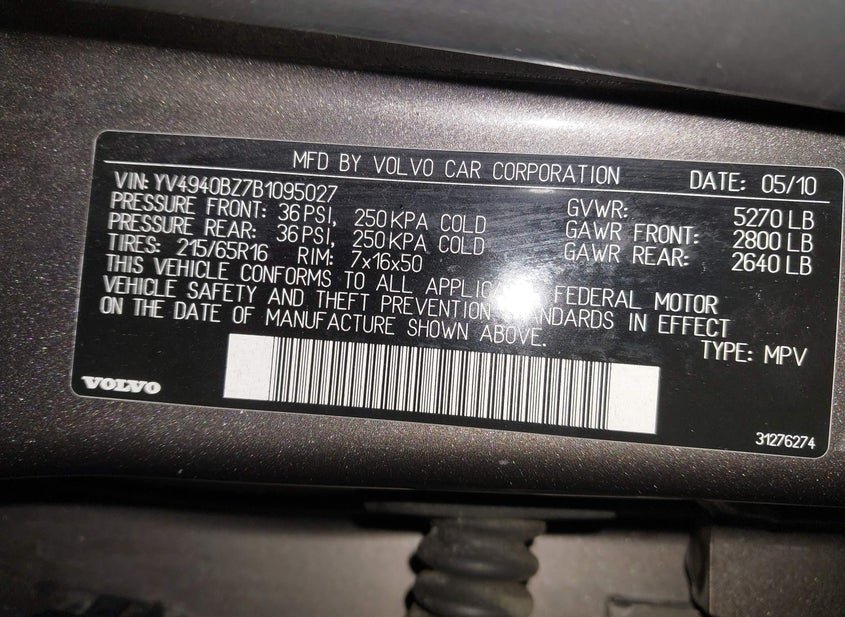 MFD BY VOLVO CAR CORPORATION DATE: 05/10
VIN: YV4940BZ7B1095027 GVWR: 5270 LB
PRESSURE FRONT: 36 PSI, 250 KPA COLD GAWR FRONT: 2800 LB
PRESSURE REAR: 36 PSI, 250 KPA COLD GAWR REAR: 2640 LB
TIRES: 215/65R16 RIM: 7x16x50
THIS VEHICLE CONFORMS TO ALL FEDERAL MOTOR
VEHICLE SAFETY AND THEFT PREVENTION STANDARDS IN EFFECT
ON THE DATE OF MANUFACTURE SHOWN ABOVE.
TYPE: MPV
VOLVO
31276274